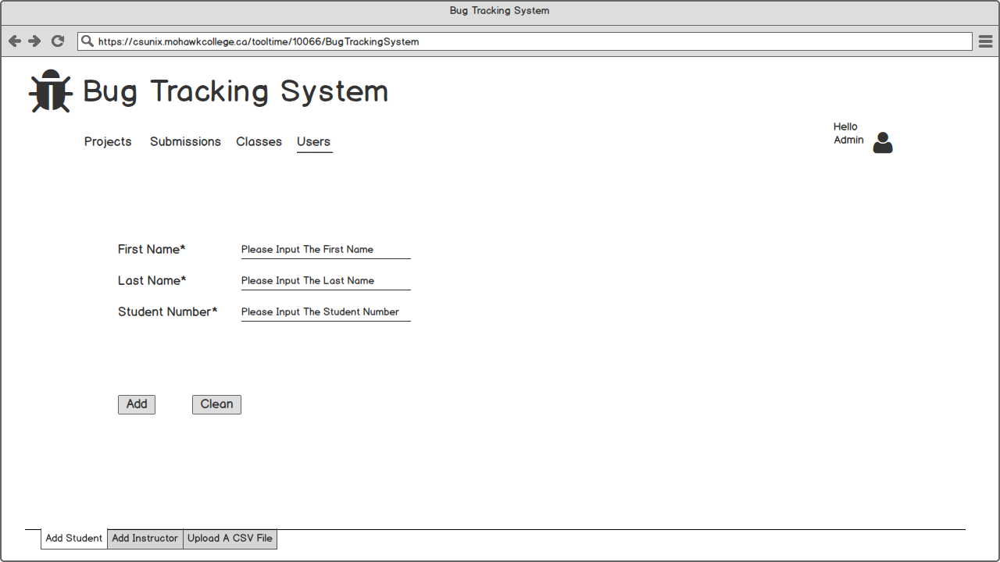 Bug Tracking System
https://csunix.mohawkcollege.ca/tooltime/10066/BugTrackingSystem
Bug Tracking System
Hello
Admin
Projects Submissions Classes Users
First Name* Please Input The First Name
Last Name* Please Input The Last Name
Student Number* Please Input The Student Number
Add Clean
Add Student Add Instructor Upload A CSV File